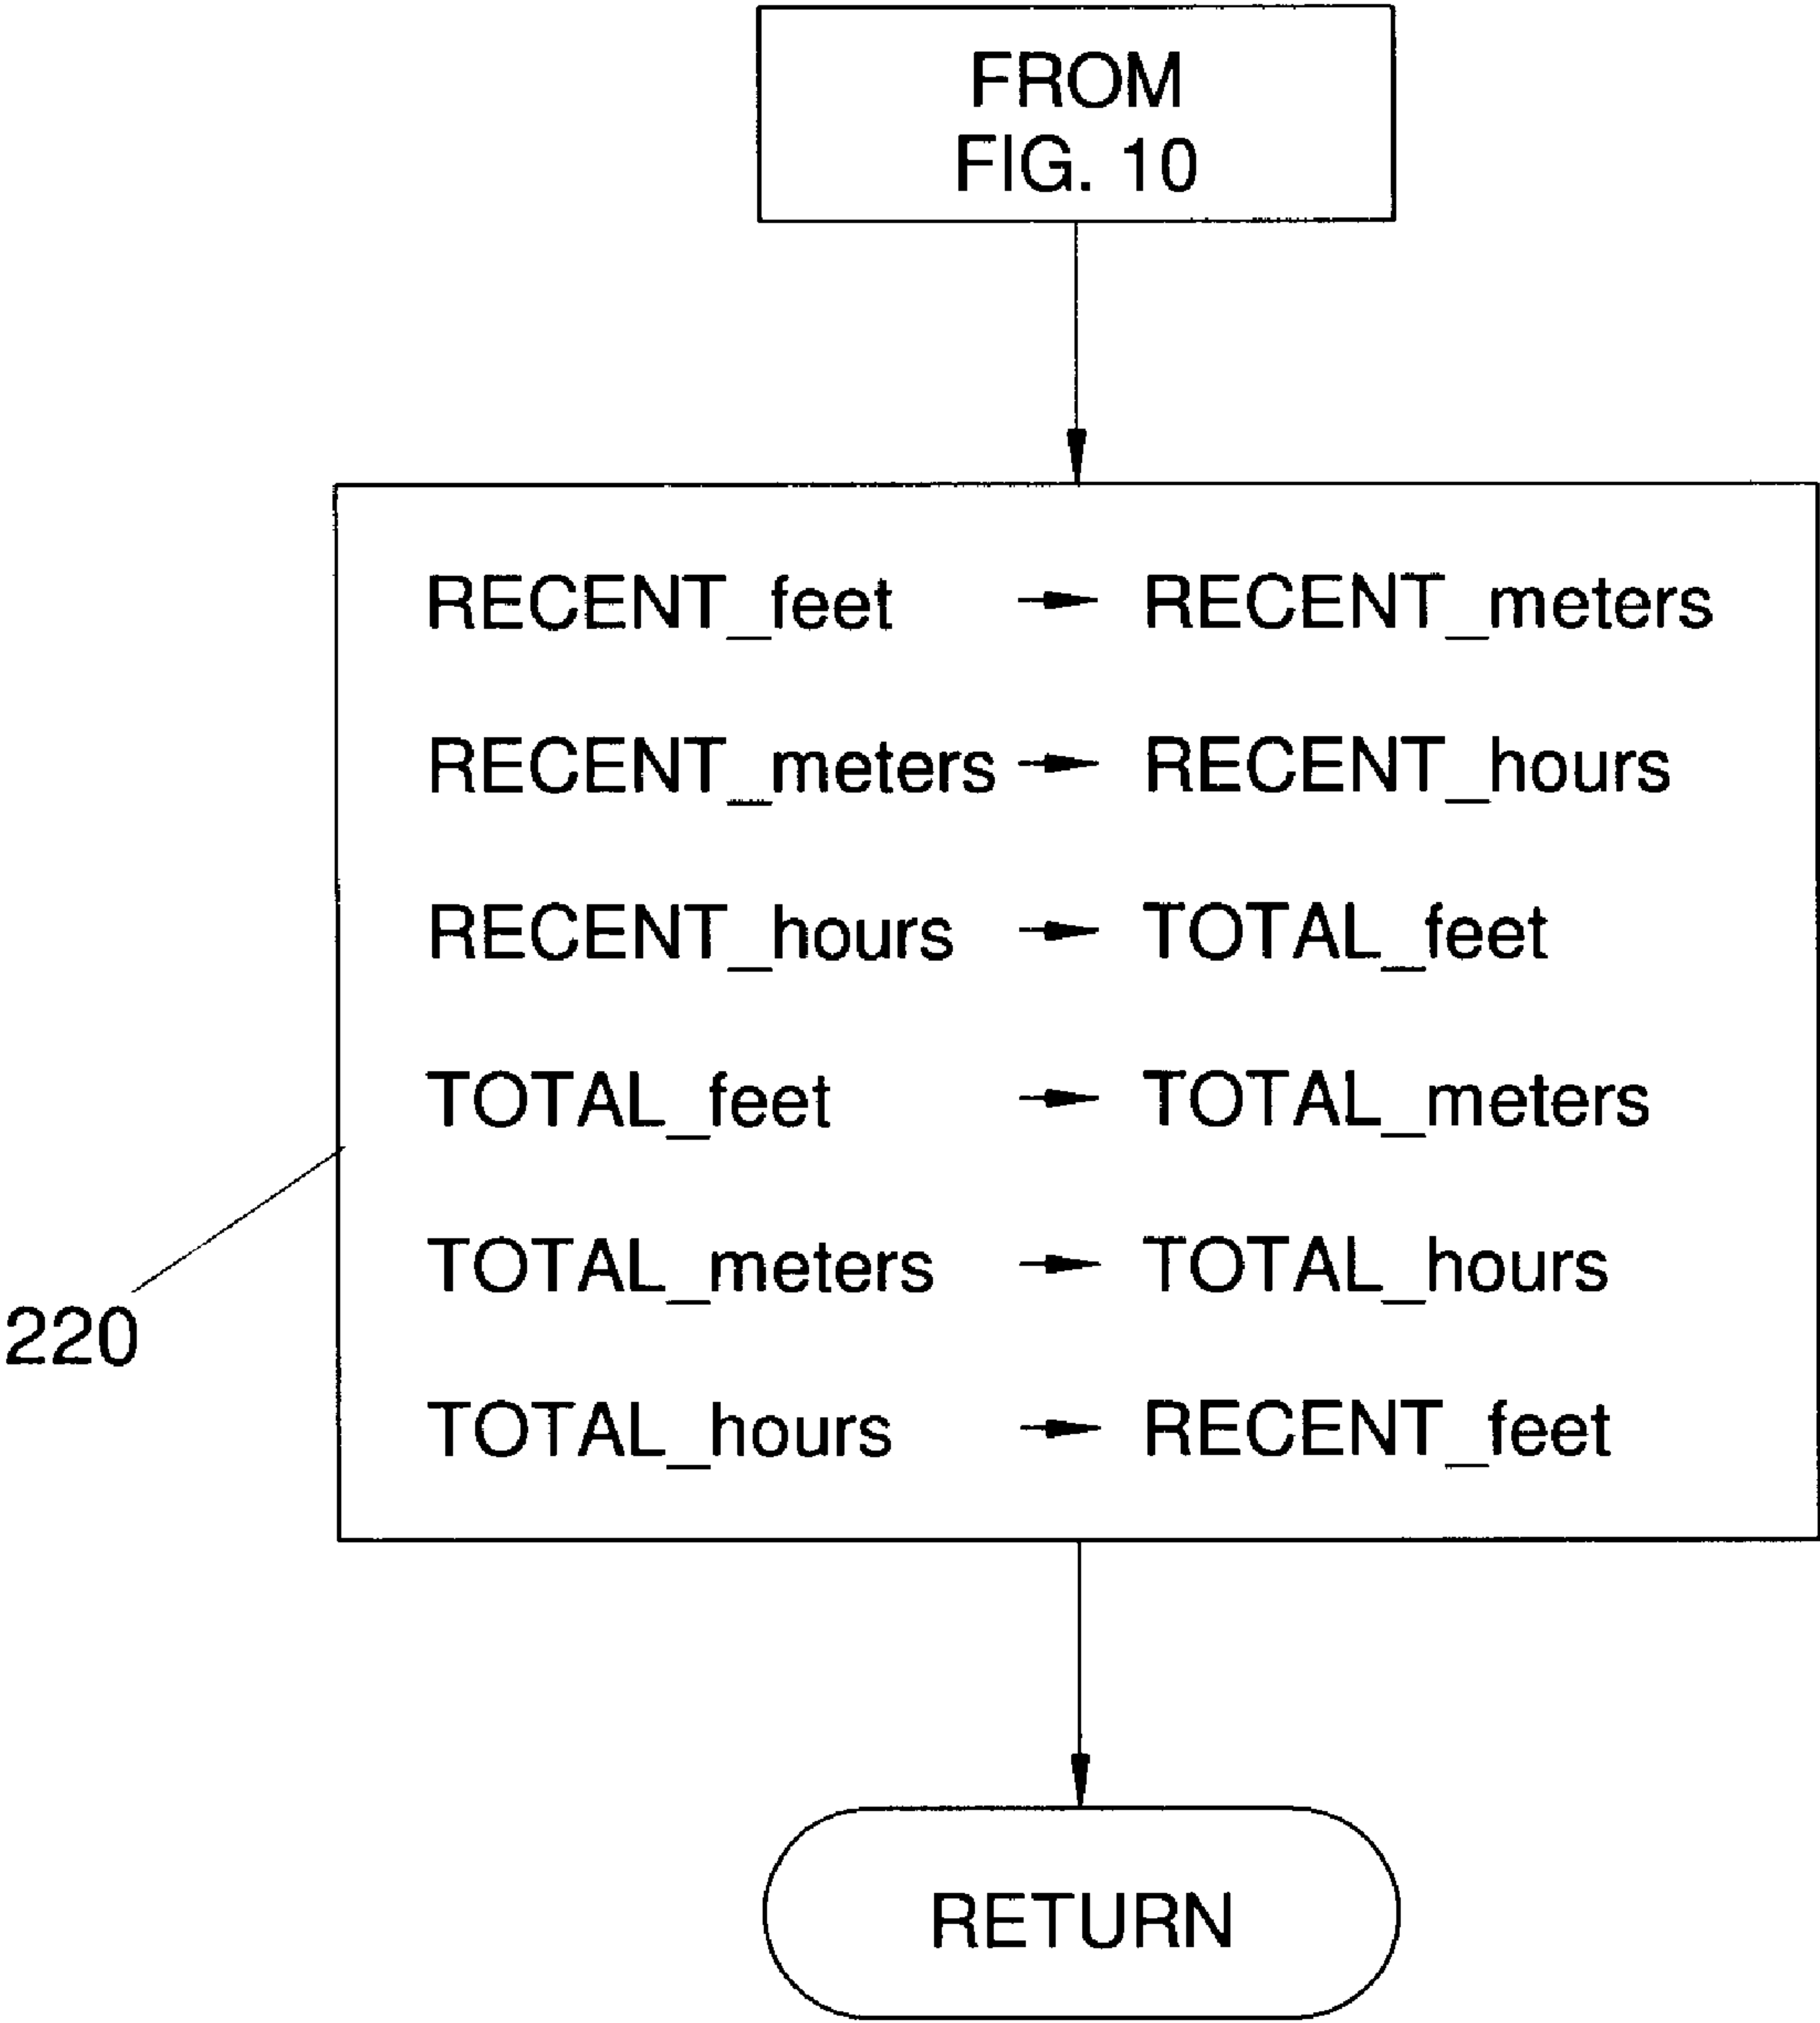 FROM
FIG. 10
RECENT_feet → RECENT_meters
RECENT_meters → RECENT_hours
RECENT_hours → TOTAL_feet
TOTAL_feet → TOTAL_meters
TOTAL_meters → TOTAL_hours
TOTAL_hours → RECENT_feet
220
RETURN